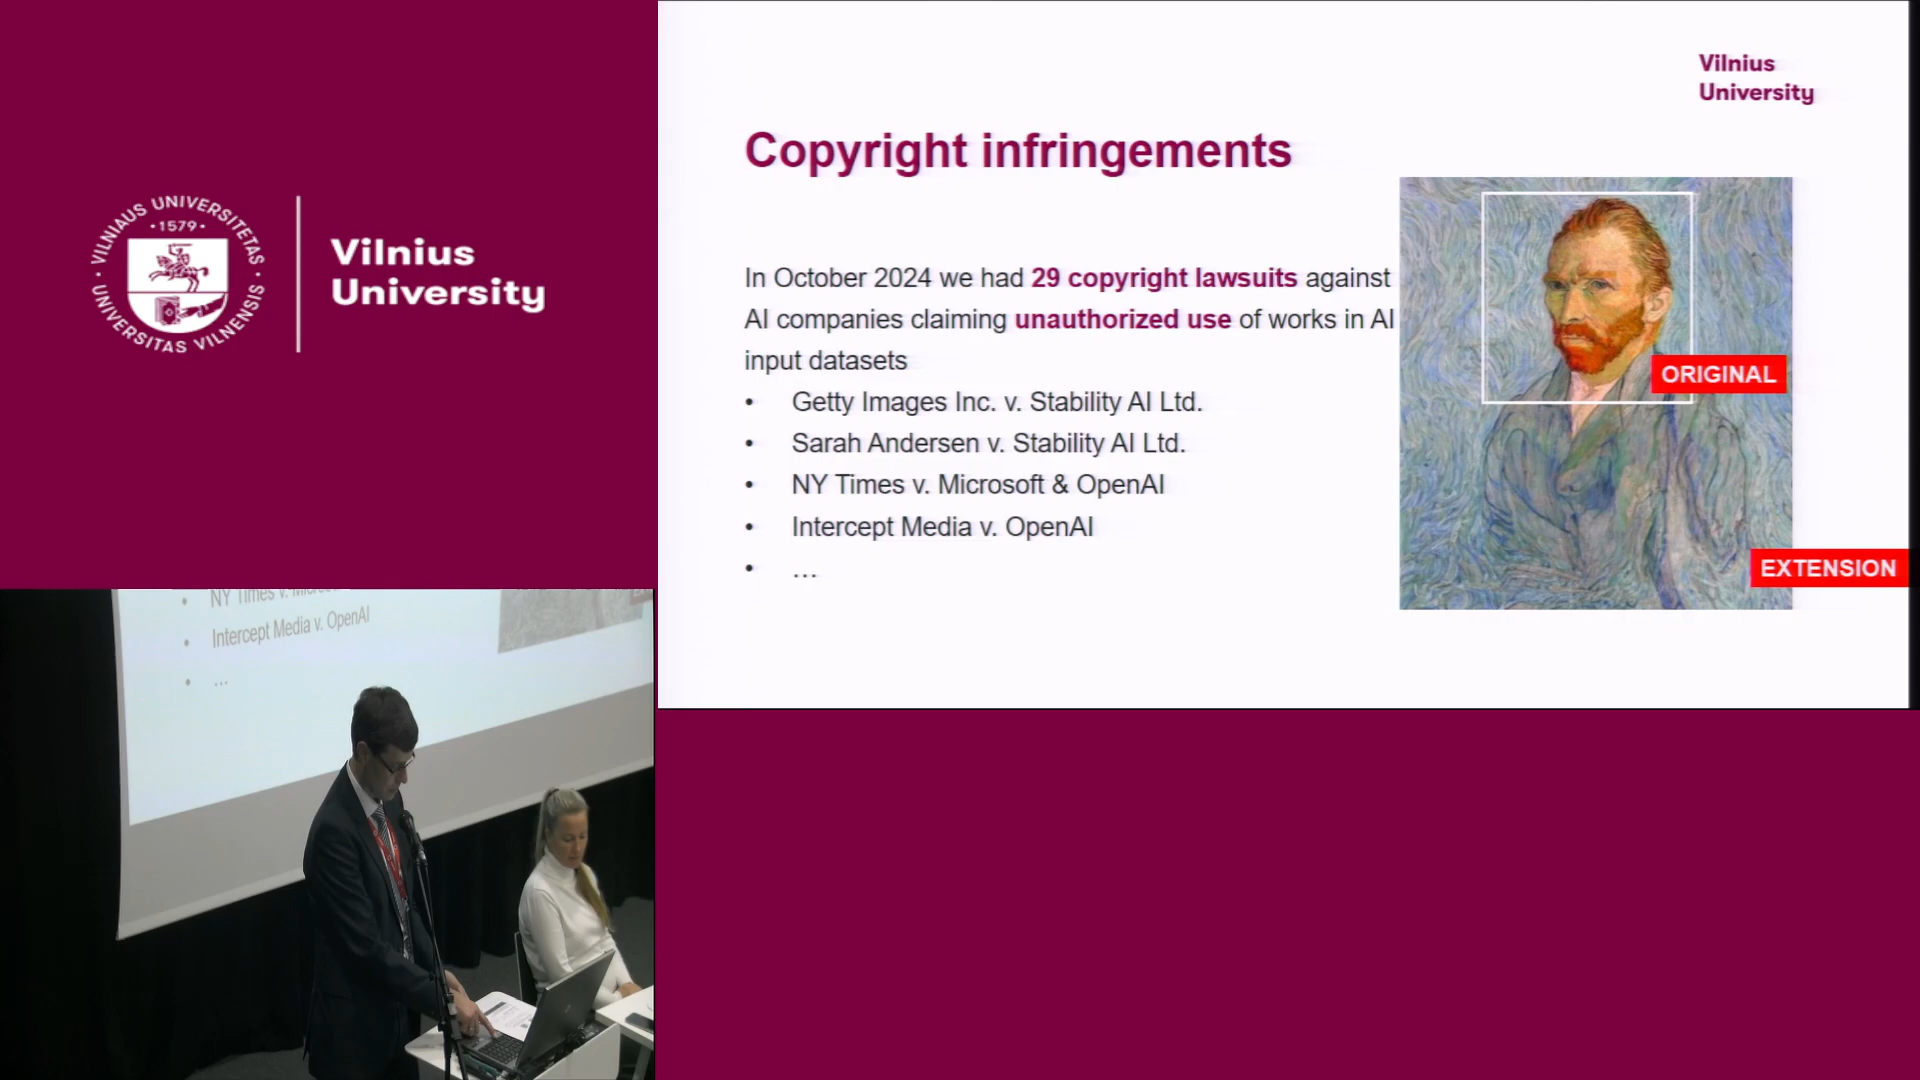 VILNIAUS UNIVERSITETAS
• 1579 •
UNIVERSITAS VILNENSIS
Vilnius
University
Vilnius
University
Copyright infringements
In October 2024 we had 29 copyright lawsuits against
AI companies claiming unauthorized use of works in AI
input datasets
• Getty Images Inc. v. Stability AI Ltd.
• Sarah Andersen v. Stability AI Ltd.
• NY Times v. Microsoft & OpenAI
• Intercept Media v. OpenAI
• …
ORIGINAL
EXTENSION
• NY Times v.
• Intercept Media v. OpenAI
• …